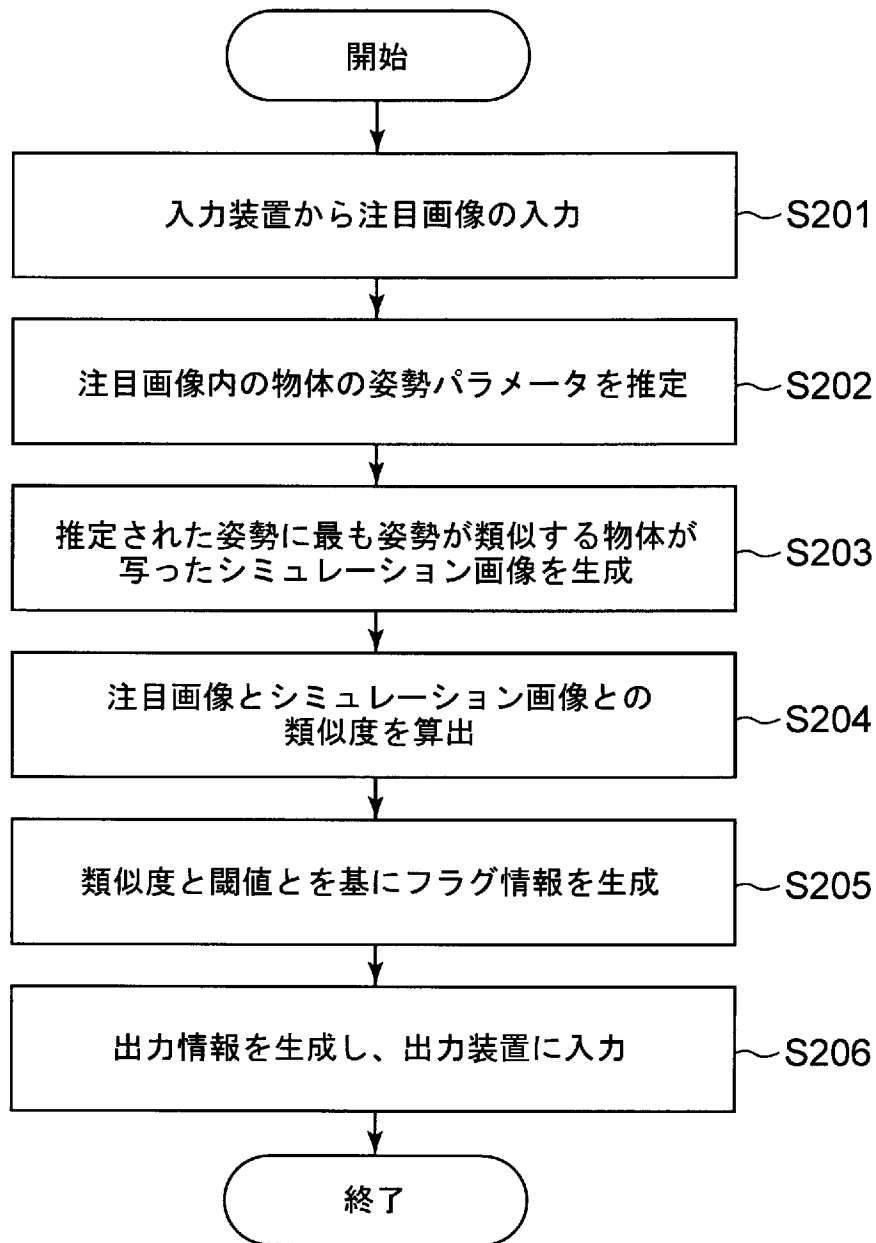 開始
入力装置から注目画像の入力
S201
注目画像内の物体の姿勢パラメータを推定
S202
推定された姿勢に最も姿勢が類似する物体が
写ったシミュレーション画像を生成
S203
注目画像とシミュレーション画像との
類似度を算出
S204
類似度と閾値とを基にフラグ情報を生成
S205
出力情報を生成し、出力装置に入力
S206
終了